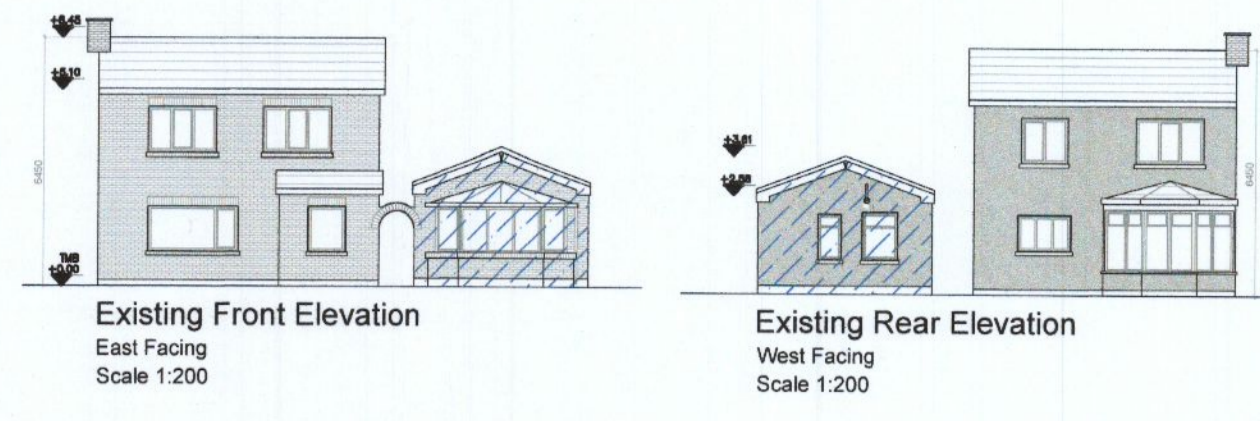 +6.45
+5.10
6450
TMB
+0.00
Existing Front Elevation
East Facing
Scale 1:200
+3.61
+2.55
6450
Existing Rear Elevation
West Facing
Scale 1:200